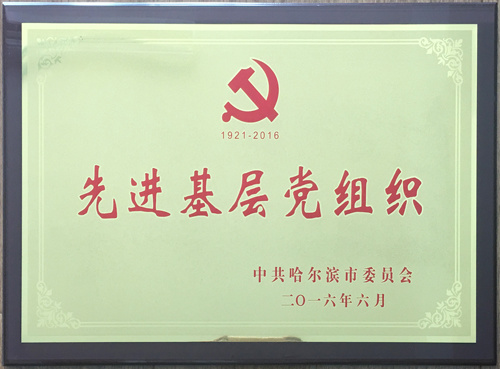 1921-2016
先进基层党组织
中共哈尔滨市委员会
二〇一六年六月